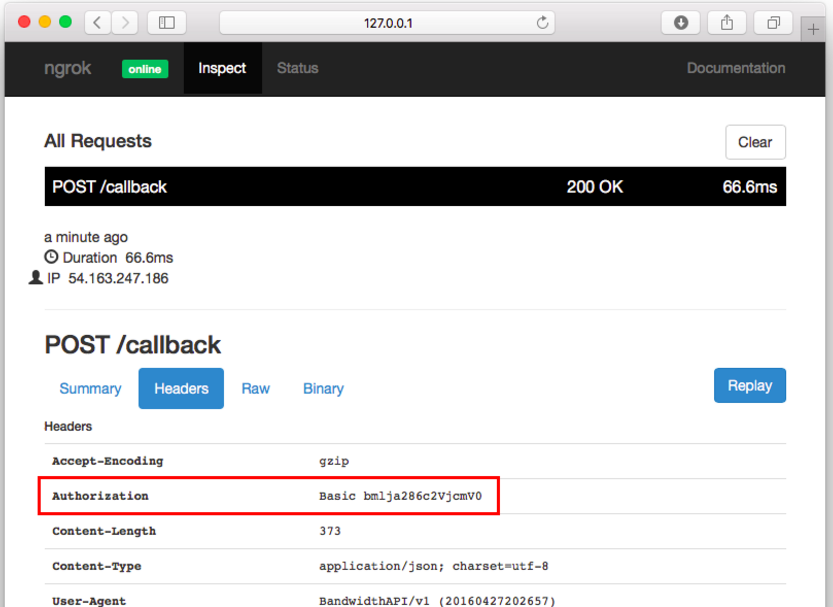 127.0.0.1
ngrok online Inspect Status Documentation
All Requests Clear
POST /callback 200 OK 66.6ms
a minute ago
Duration 66.6ms
IP 54.163.247.186
POST /callback
Summary Headers Raw Binary Replay
Headers
Accept-Encoding gzip
Authorization Basic bmlja286c2VjcmV0
Content-Length 373
Content-Type application/json; charset=utf-8
User-Agent BandwidthAPI/v1 (20160427202657)